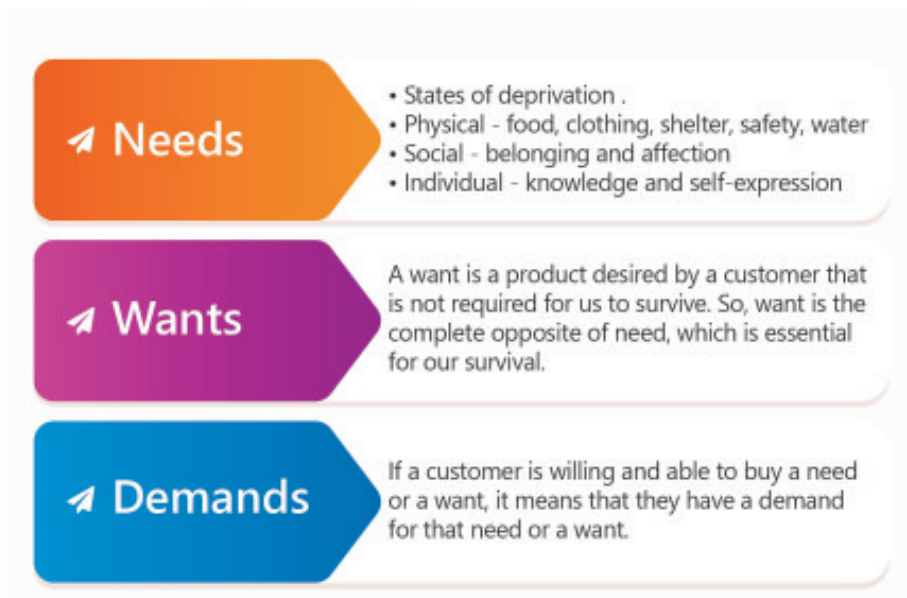 Needs
• States of deprivation .
• Physical - food, clothing, shelter, safety, water
• Social - belonging and affection
• Individual - knowledge and self-expression
Wants
A want is a product desired by a customer that
is not required for us to survive. So, want is the
complete opposite of need, which is essential
for our survival.
Demands
If a customer is willing and able to buy a need
or a want, it means that they have a demand
for that need or a want.